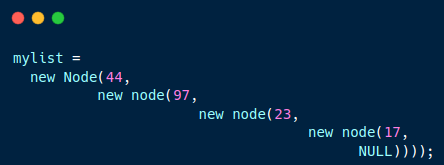 mylist =
new Node(44,
new node(97,
new node(23,
new node(17,
NULL))));